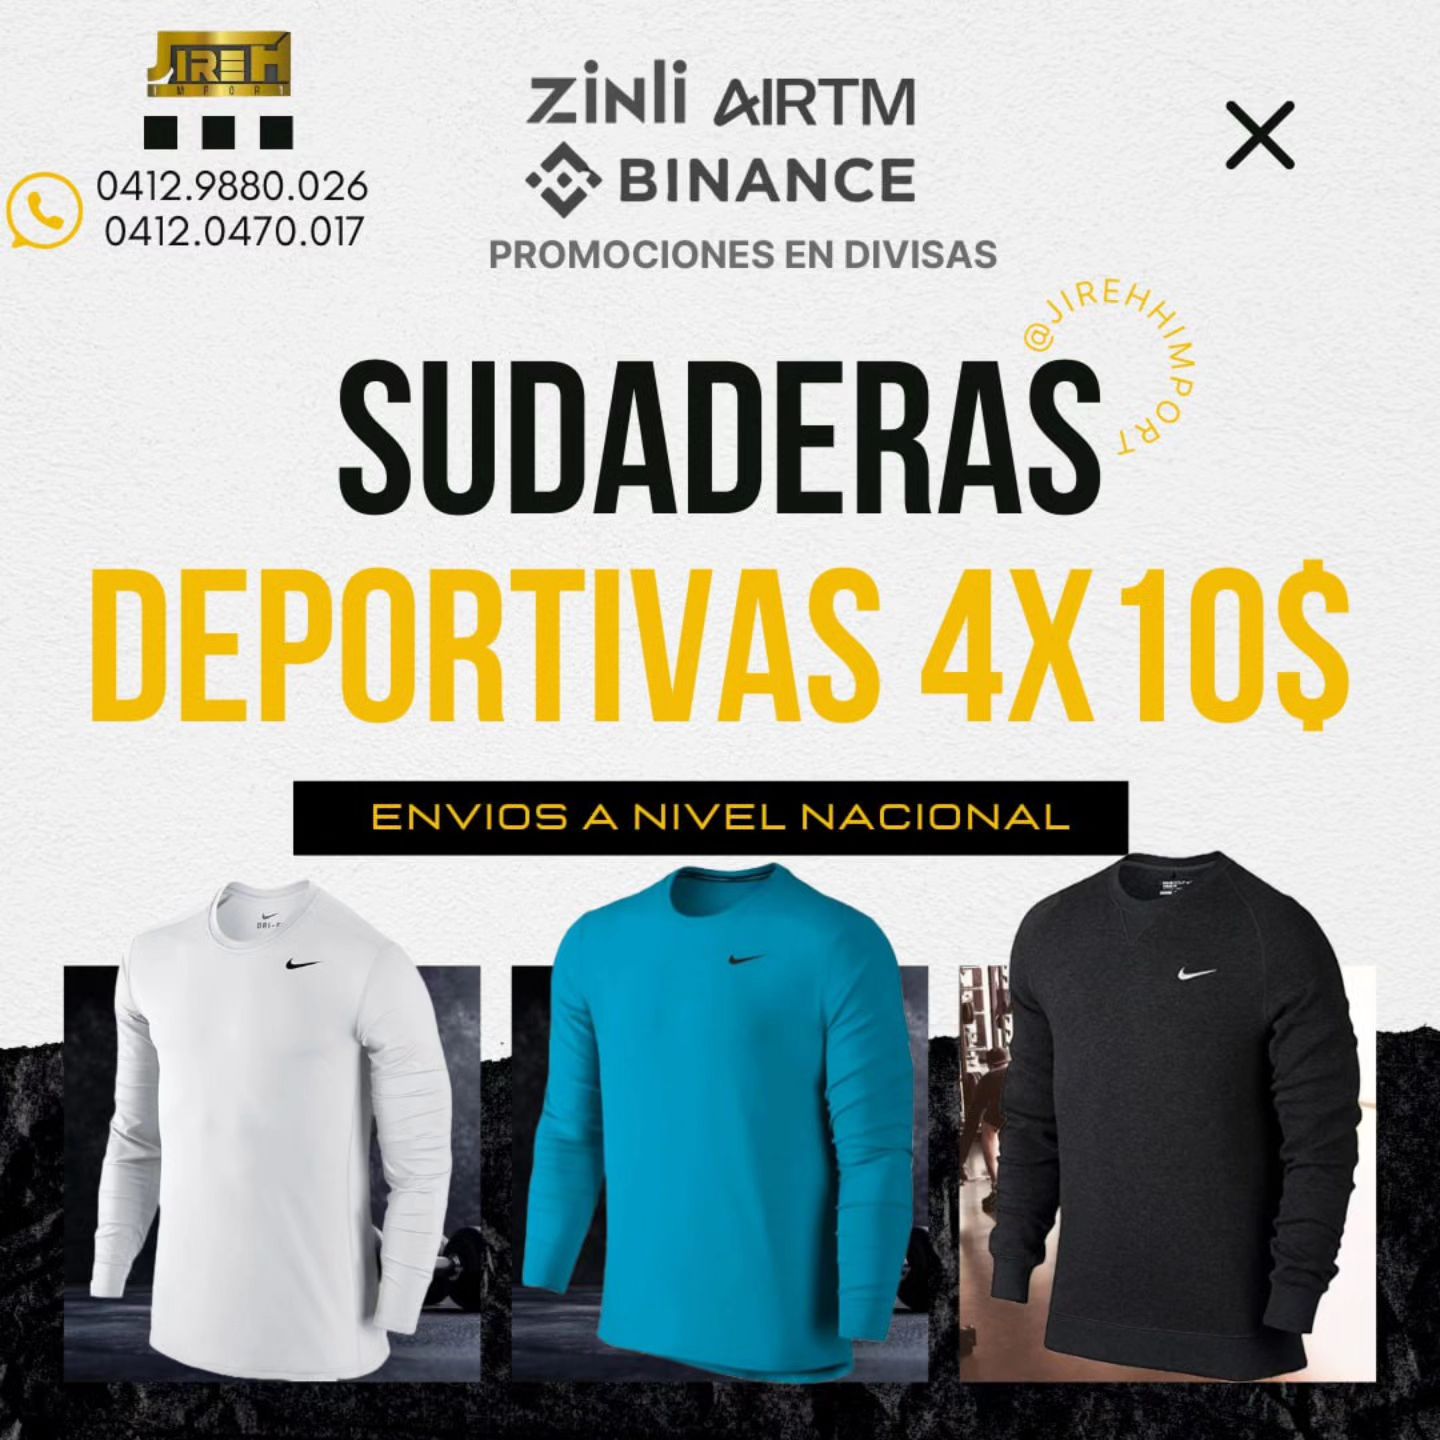 JIREH
IMPORT
0412.9880.026
0412.0470.017
zinli AIRTM
BINANCE
PROMOCIONES EN DIVISAS
@JIREHHIMPORT
SUDADERAS
DEPORTIVAS 4X10$
ENVIOS A NIVEL NACIONAL